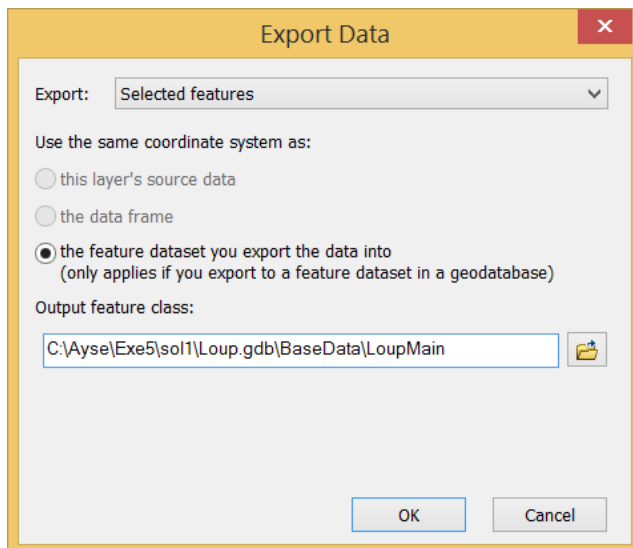 Export Data
Export: Selected features
Use the same coordinate system as:
this layer's source data
the data frame
the feature dataset you export the data into
(only applies if you export to a feature dataset in a geodatabase)
Output feature class:
C:\Ayse\Exe5\sol1\Loup.gdb\BaseData\LoupMain
OK Cancel